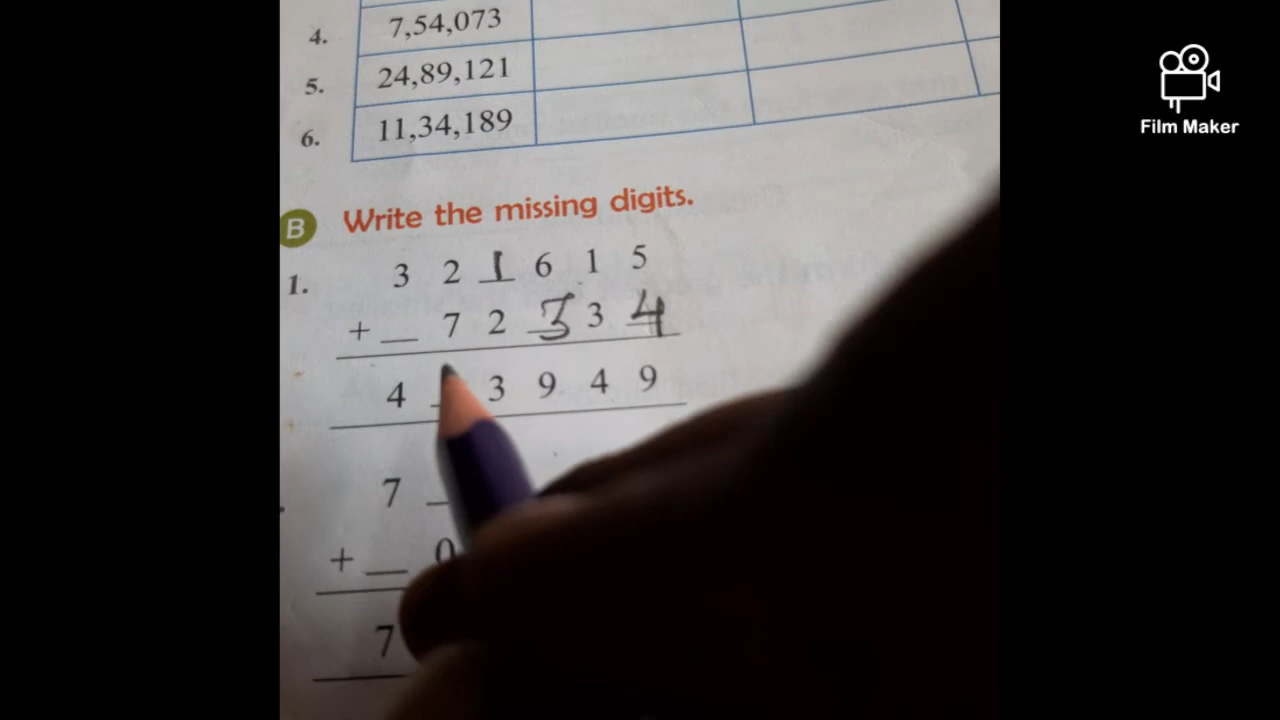 4. 7,54,073
5. 24,89,121
6. 11,34,189
Film Maker
B Write the missing digits.
1. 3 2 1 6 1 5
+ _ 7 2 3 3 4
4 _ 3 9 4 9
7 _
+ _ 0
7